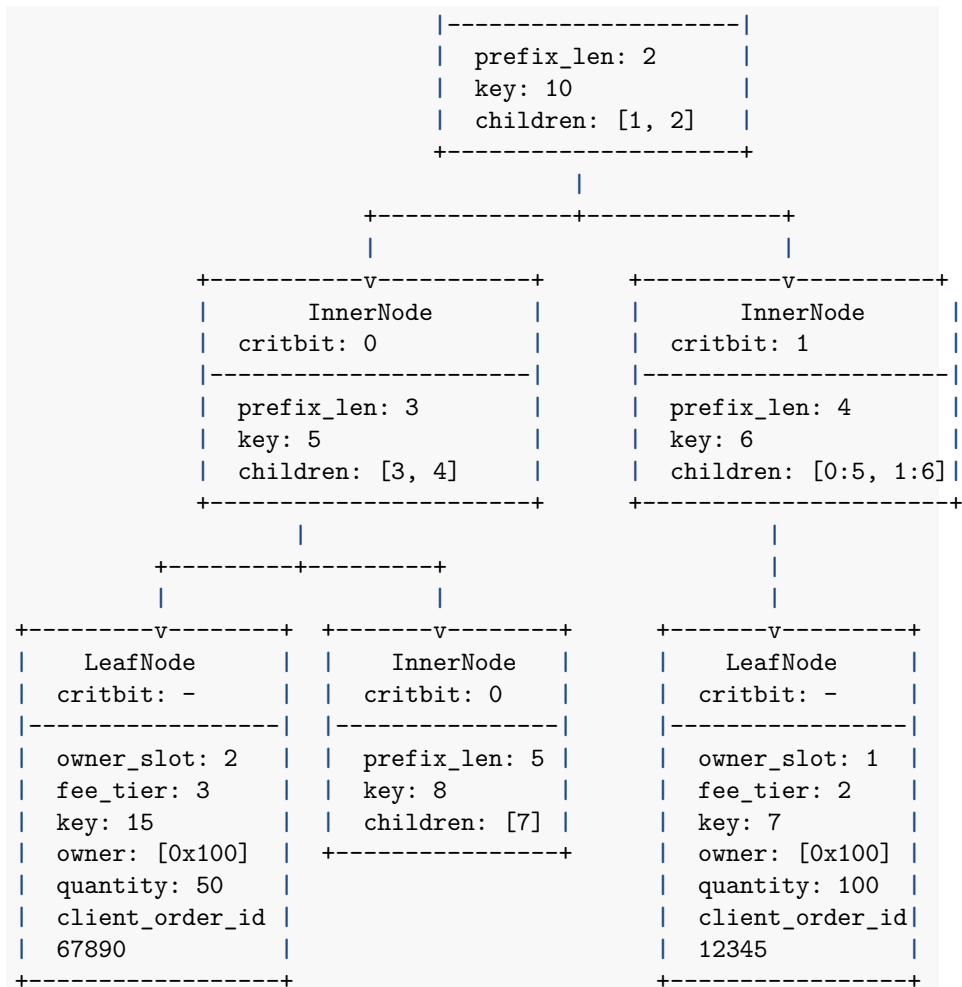 |---------------------|
| prefix_len: 2 |
| key: 10 |
| children: [1, 2] |
+---------------------+
|
+--------------+--------------+
| |
+-----------v-----------+ +----------v----------+
| InnerNode | | InnerNode |
| critbit: 0 | | critbit: 1 |
|-----------------------| |----------------------|
| prefix_len: 3 | | prefix_len: 4 |
| key: 5 | | key: 6 |
| children: [3, 4] | | children: [0:5, 1:6]|
+-----------------------+ +----------------------+
| |
+---------+---------+ |
| | |
+---------v--------+ +-------v--------+ +-------v---------+
| LeafNode | | InnerNode | | LeafNode |
| critbit: - | | critbit: 0 | | critbit: - |
|------------------| |----------------| |-----------------|
| owner_slot: 2 | | prefix_len: 5 | | owner_slot: 1 |
| fee_tier: 3 | | key: 8 | | fee_tier: 2 |
| key: 15 | | children: [7] | | key: 7 |
| owner: [0x100] | +----------------+ | owner: [0x100] |
| quantity: 50 | | quantity: 100 |
| client_order_id | | client_order_id|
| 67890 | | 12345 |
+------------------+ +-----------------+